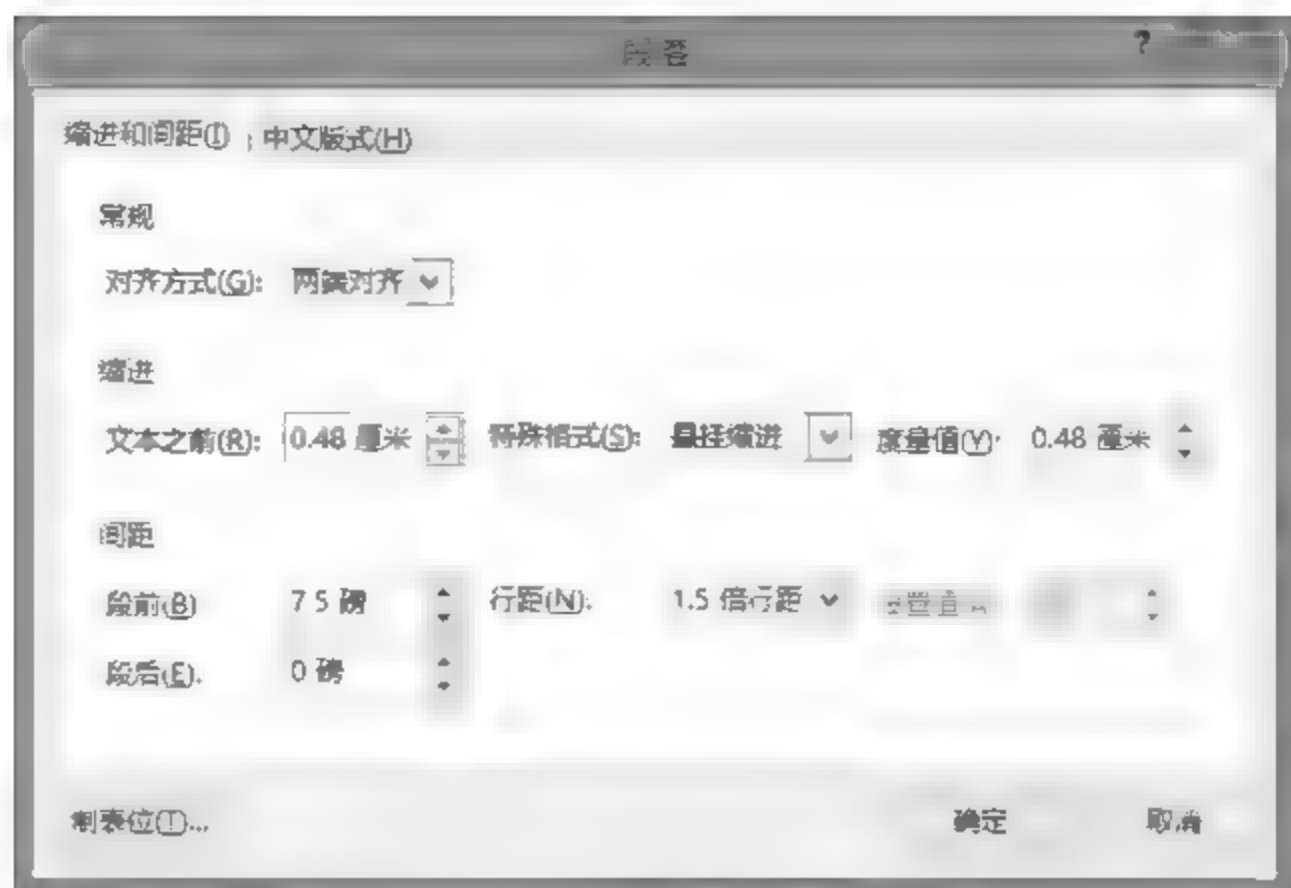 段落 ?
缩进和间距(I) 中文版式(H)
常规
对齐方式(G): 两端对齐
缩进
文本之前(R): 0.48 厘米 特殊格式(S): 悬挂缩进 度量值(Y): 0.48 厘米
间距
段前(B) 7.5 磅 行距(N): 1.5 倍行距
段后(E): 0 磅
制表位(T)... 确定 取消